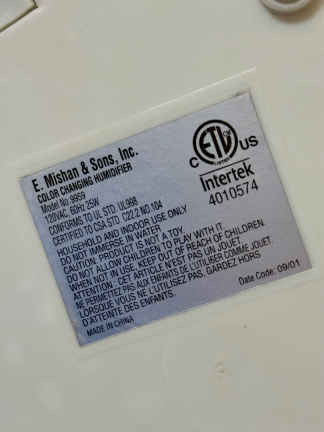 E. Mishan & Sons, Inc.
COLOR CHANGING HUMIDIFIER
Model No 9959
120VAC, 60HZ 25W
CONFORMS TO UL STD. UL998
CERTIFIED TO CSA STD. C22.2 NO.104
HOUSEHOLD AND INDOOR USE ONLY
DO NOT IMMERSE IN WATER
CAUTION: PRODUCT IS NOT A TOY.
DO NOT ALLOW CHILDREN TO PLAY WITH IT.
WHEN NOT IN USE, KEEP OUT OF REACH OF CHILDREN.
ATTENTION : CET ARTICLE N'EST PAS UN JOUET.
NE PERMETTEZ PAS AUX ENFANTS DE L'UTILISER COMME JOUET.
LORSQUE VOUS NE L'UTILISEZ PAS, GARDEZ HORS
D'ATTEINTE DES ENFANTS.
MADE IN CHINA
Date Code: 09/01
ETL
CM
C US
Intertek
4010574